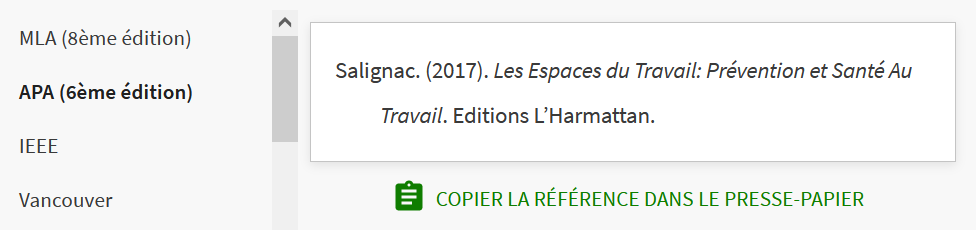 MLA (8ème édition)
APA (6ème édition)
IEEE
Vancouver
Salignac. (2017). Les Espaces du Travail: Prévention et Santé Au
Travail. Editions L’Harmattan.
COPIER LA RÉFÉRENCE DANS LE PRESSE-PAPIER